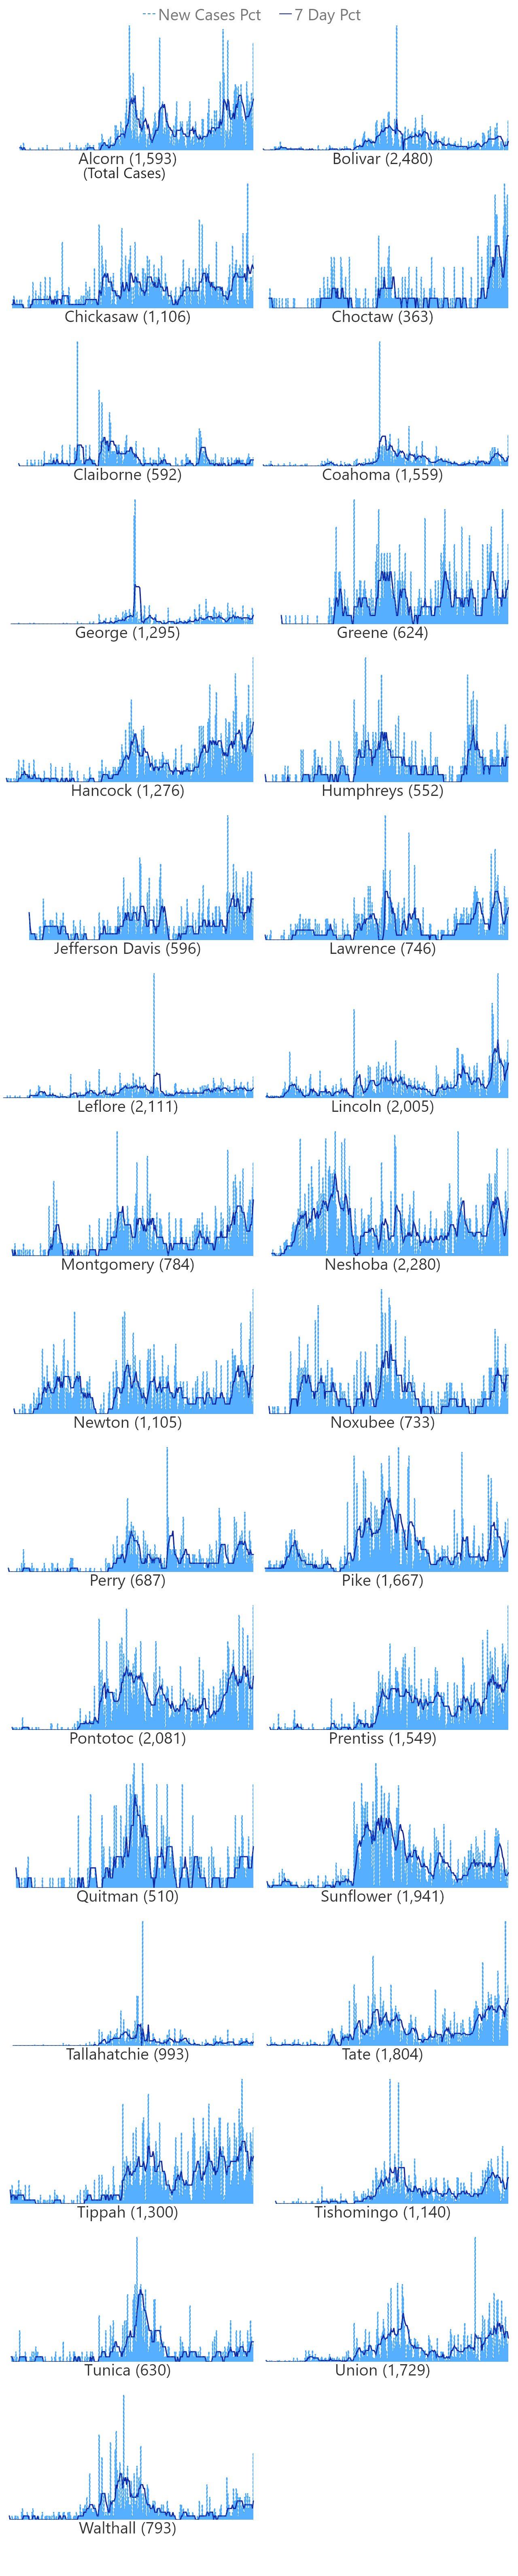 New Cases Pct 7 Day Pct
Alcorn (1,593) Bolivar (2,480)
(Total Cases)
Chickasaw (1,106) Choctaw (363)
Claiborne (592) Coahoma (1,559)
George (1,295) Greene (624)
Hancock (1,276) Humphreys (552)
Jefferson Davis (596) Lawrence (746)
Leflore (2,111) Lincoln (2,005)
Montgomery (784) Neshoba (2,280)
Newton (1,105) Noxubee (733)
Perry (687) Pike (1,667)
Pontotoc (2,081) Prentiss (1,549)
Quitman (510) Sunflower (1,941)
Tallahatchie (993) Tate (1,804)
Tippah (1,300) Tishomingo (1,140)
Tunica (630) Union (1,729)
Walthall (793)